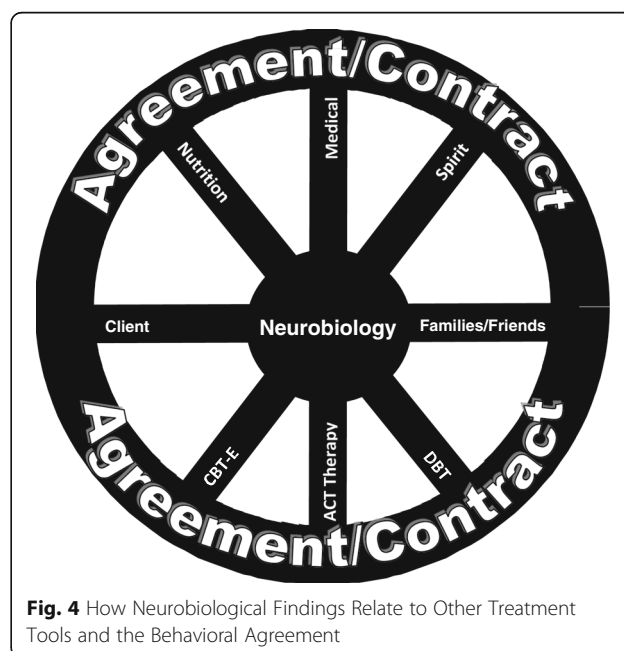 Agreement/Contract
Medical
Nutrition
Spirit
Client
Neurobiology
Families/Friends
CBT-E
ACT Therapy
DBT
Agreement/Contract
Fig. 4 How Neurobiological Findings Relate to Other Treatment
Tools and the Behavioral Agreement